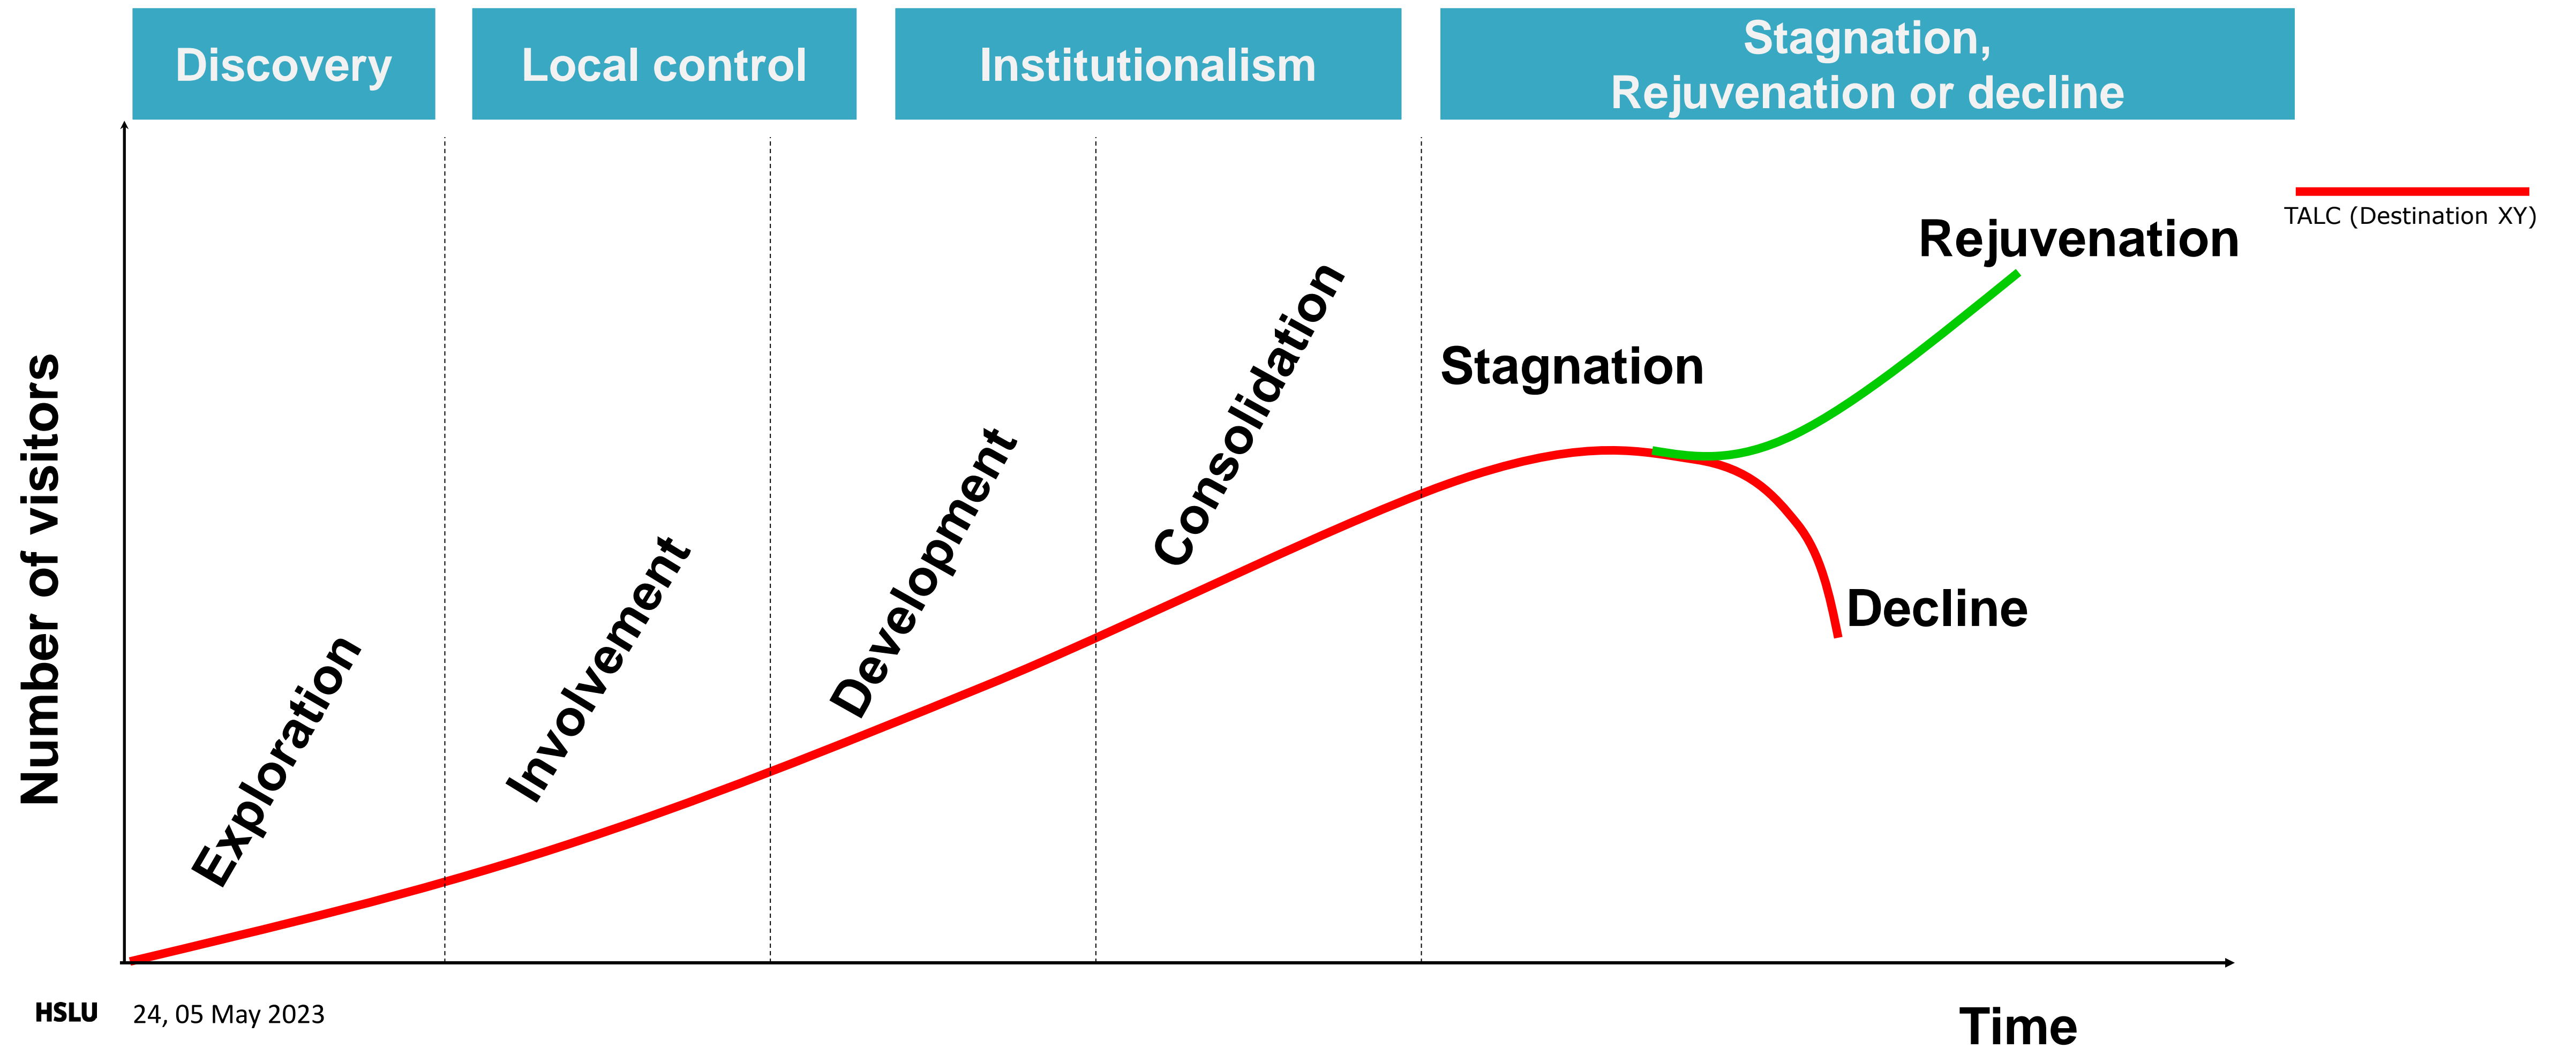 Discovery
Local control
Institutionalism
Stagnation,
Rejuvenation or decline
TALC (Destination XY)
Number of visitors
Exploration
Involvement
Development
Consolidation
Stagnation
Rejuvenation
Decline
HSLU 24, 05 May 2023
Time